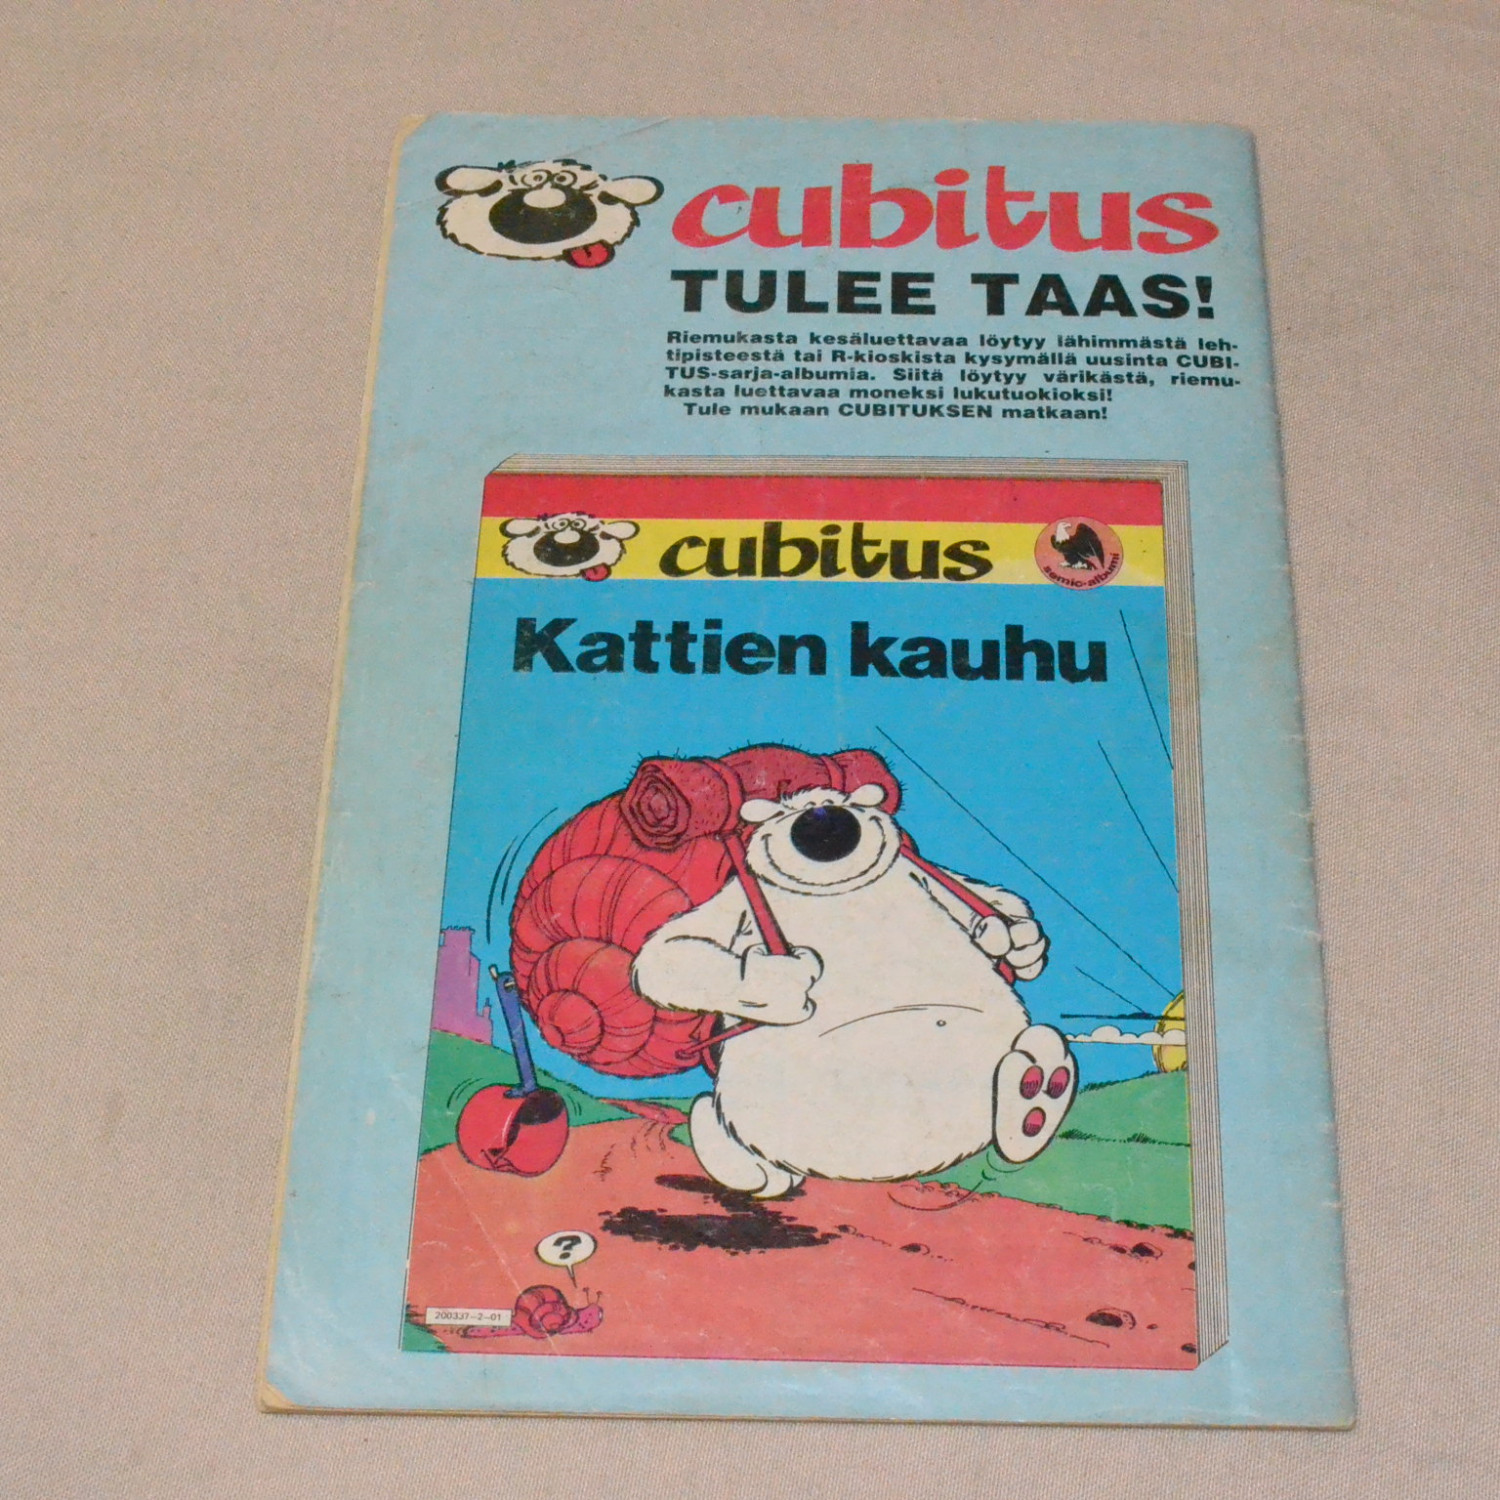 cubitus
TULEE TAAS!
Riemukasta kesäluettavaa löytyy lähimmästä leh-
tipisteestä tai R-kioskista kysymällä uusinta CUBI-
TUS-sarja-albumia. Siitä löytyy värikästä, riemu-
kasta luettavaa moneksi lukutuokioksi!
Tule mukaan CUBITUKSEN matkaan!
cubitus
semic-albumi
Kattien kauhu
?
200337-2-01